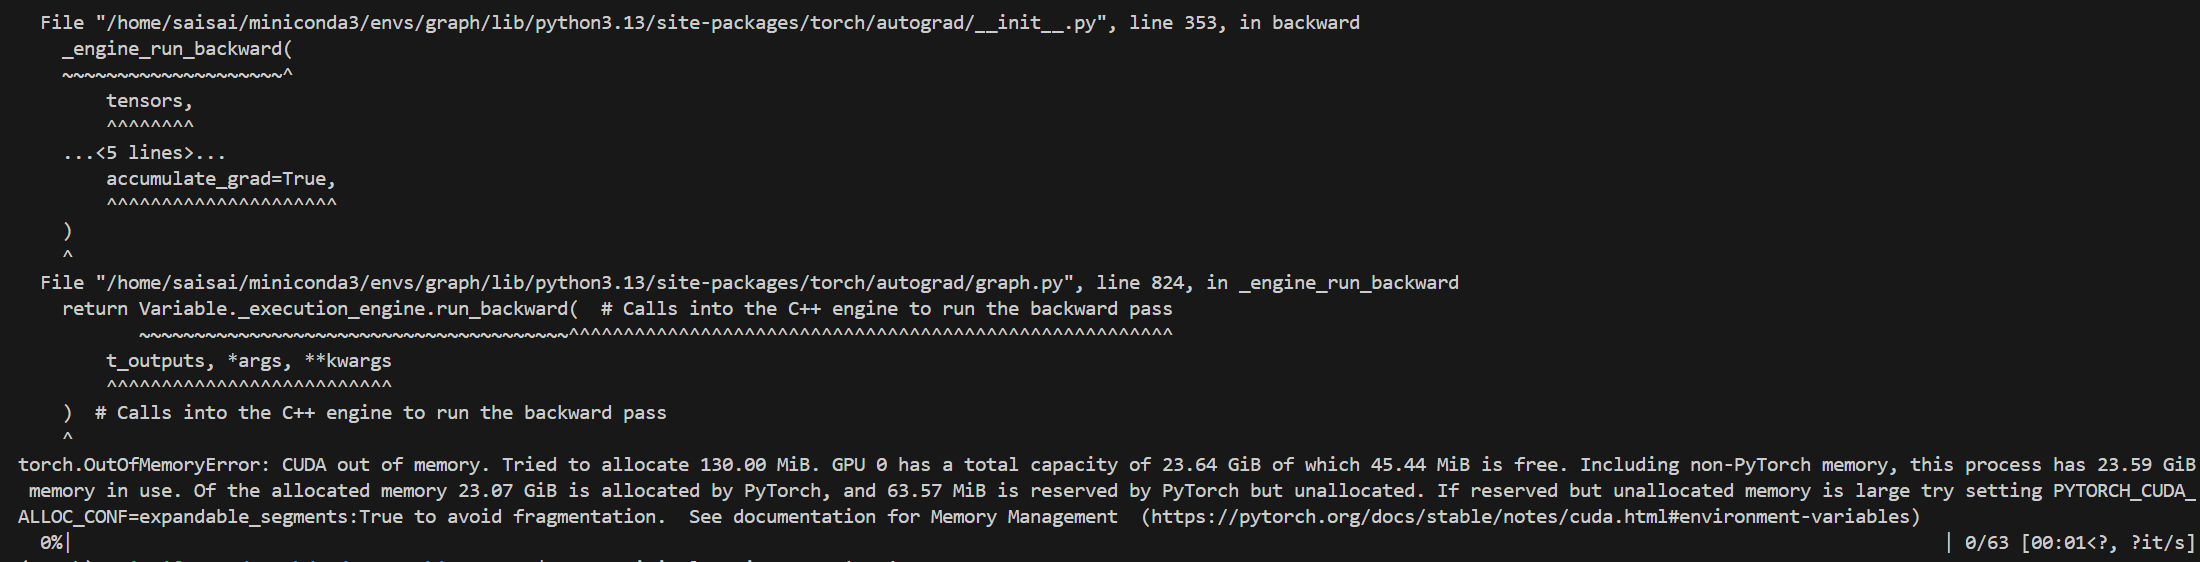 File "/home/saisai/miniconda3/envs/graph/lib/python3.13/site-packages/torch/autograd/__init__.py", line 353, in backward
_engine_run_backward(
~~~~~~~~~~~~~~~~~~~~^
tensors,
^^^^^^^^
...<5 lines>...
accumulate_grad=True,
^^^^^^^^^^^^^^^^^^^^^
)
^
File "/home/saisai/miniconda3/envs/graph/lib/python3.13/site-packages/torch/autograd/graph.py", line 824, in _engine_run_backward
return Variable._execution_engine.run_backward(  # Calls into the C++ engine to run the backward pass
~~~~~~~~~~~~~~~~~~~~~~~~~~~~~~~~~~~~~~~^^^^^^^^^^^^^^^^^^^^^^^^^^^^^^^^^^^^^^^^^^^^^^^^^^^^^^^
t_outputs, *args, **kwargs
^^^^^^^^^^^^^^^^^^^^^^^^^^
)  # Calls into the C++ engine to run the backward pass
^
torch.OutOfMemoryError: CUDA out of memory. Tried to allocate 130.00 MiB. GPU 0 has a total capacity of 23.64 GiB of which 45.44 MiB is free. Including non-PyTorch memory, this process has 23.59 GiB
memory in use. Of the allocated memory 23.07 GiB is allocated by PyTorch, and 63.57 MiB is reserved by PyTorch but unallocated. If reserved but unallocated memory is large try setting PYTORCH_CUDA_
ALLOC_CONF=expandable_segments:True to avoid fragmentation.  See documentation for Memory Management  (https://pytorch.org/docs/stable/notes/cuda.html#environment-variables)
0%| | 0/63 [00:01<?, ?it/s]